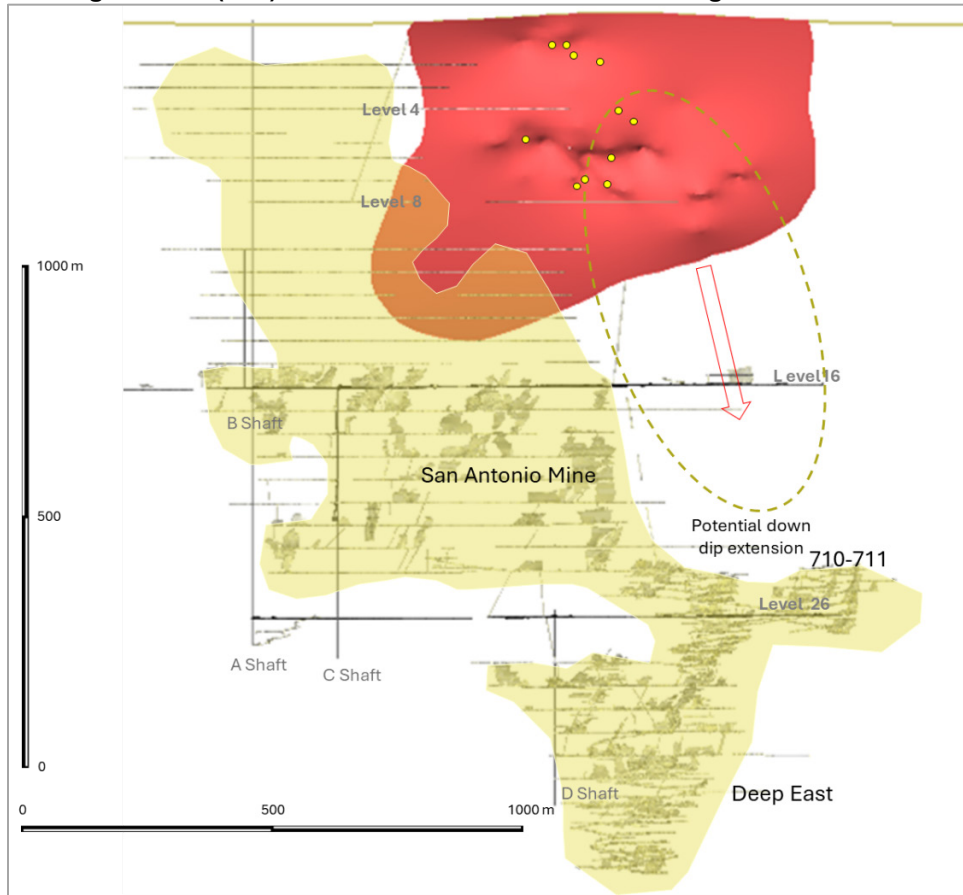 Level 4
Level 8
1000 m
Level 16
B Shaft
San Antonio Mine
500
Potential down
dip extension
710-711
Level 26
A Shaft
C Shaft
0
D Shaft
Deep East
0
500
1000 m